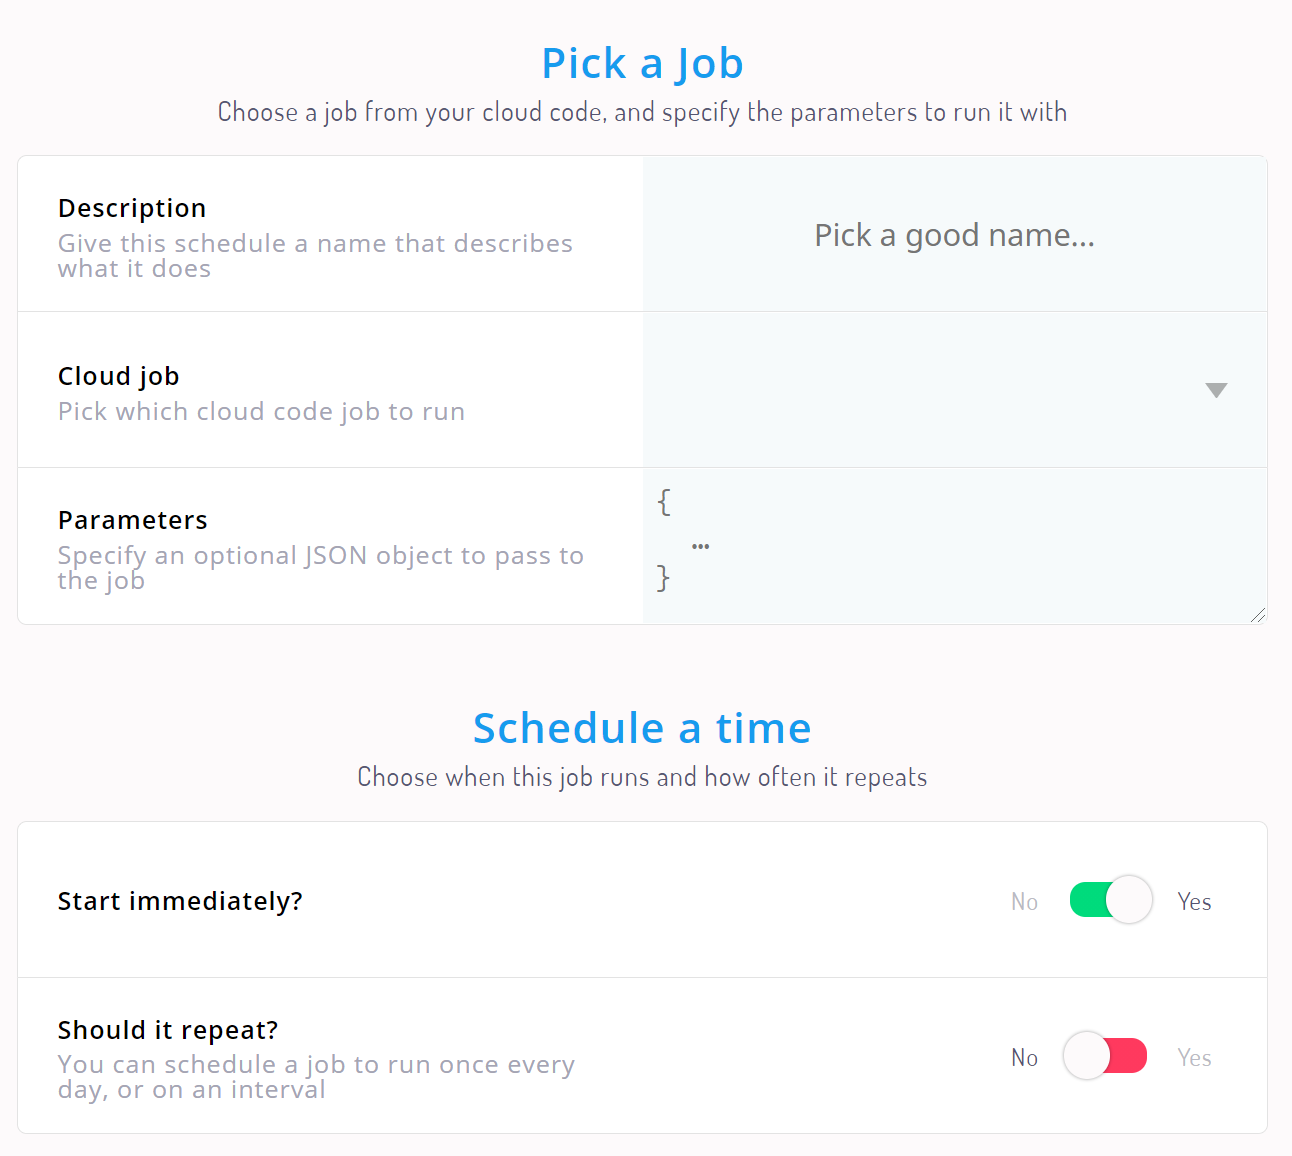 Pick a Job
Choose a job from your cloud code, and specify the parameters to run it with
Description
Give this schedule a name that describes
what it does
Pick a good name...
Cloud job
Pick which cloud code job to run
Parameters
Specify an optional JSON object to pass to
the job
{
...
}
Schedule a time
Choose when this job runs and how often it repeats
Start immediately?
No Yes
Should it repeat?
You can schedule a job to run once every
day, or on an interval
No Yes